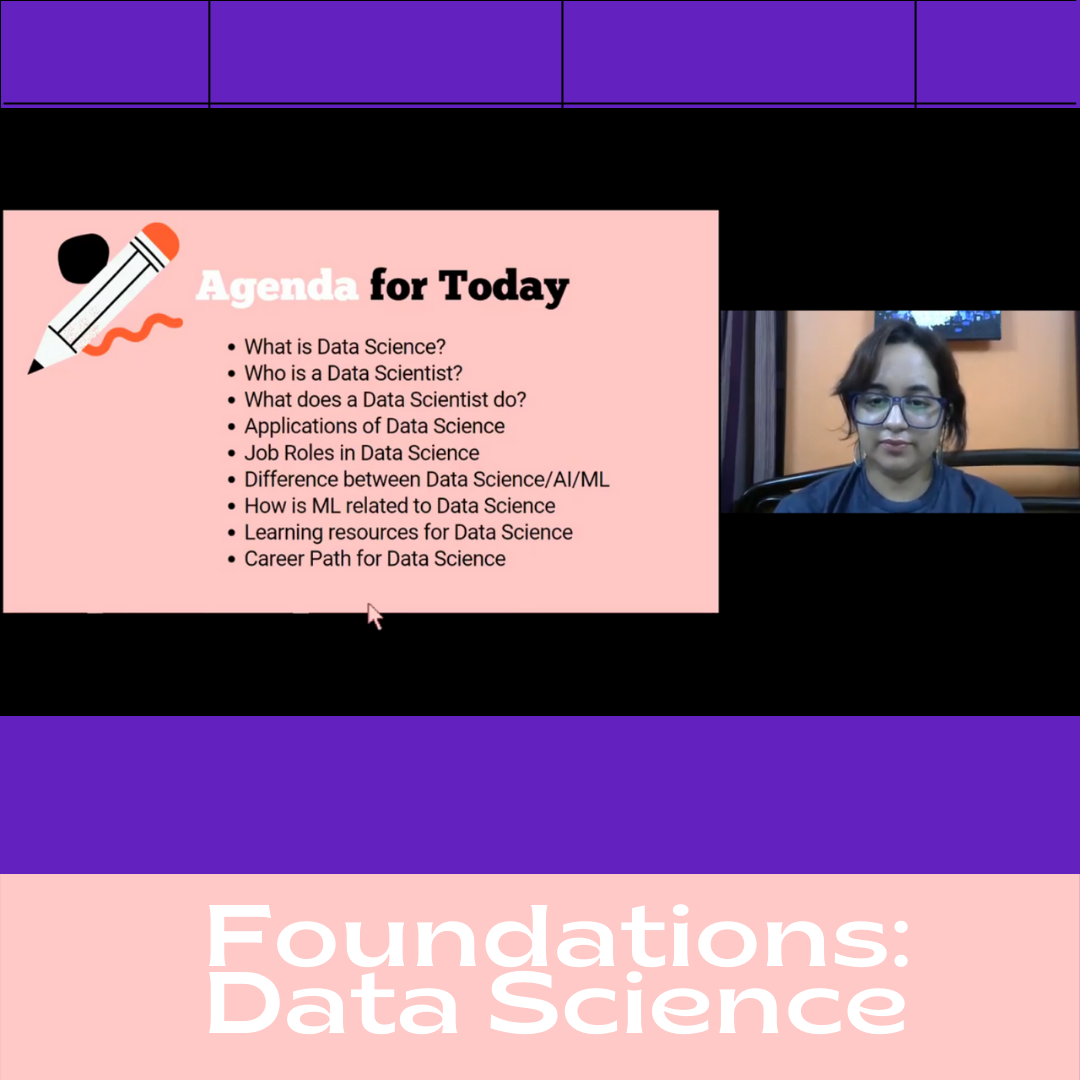 Agenda for Today
• What is Data Science?
• Who is a Data Scientist?
• What does a Data Scientist do?
• Applications of Data Science
• Job Roles in Data Science
• Difference between Data Science/AI/ML
• How is ML related to Data Science
• Learning resources for Data Science
• Career Path for Data Science
Foundations:
Data Science